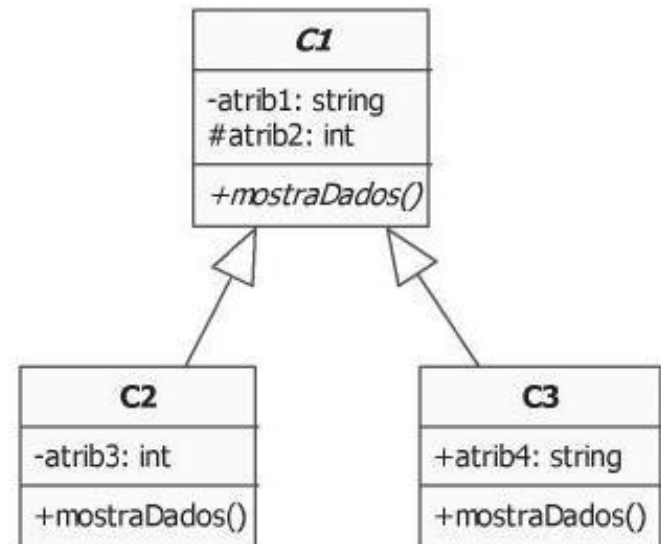 C1
-atrib1: string
#atrib2: int
+mostraDados()
C2
-atrib3: int
+mostraDados()
C3
+atrib4: string
+mostraDados()